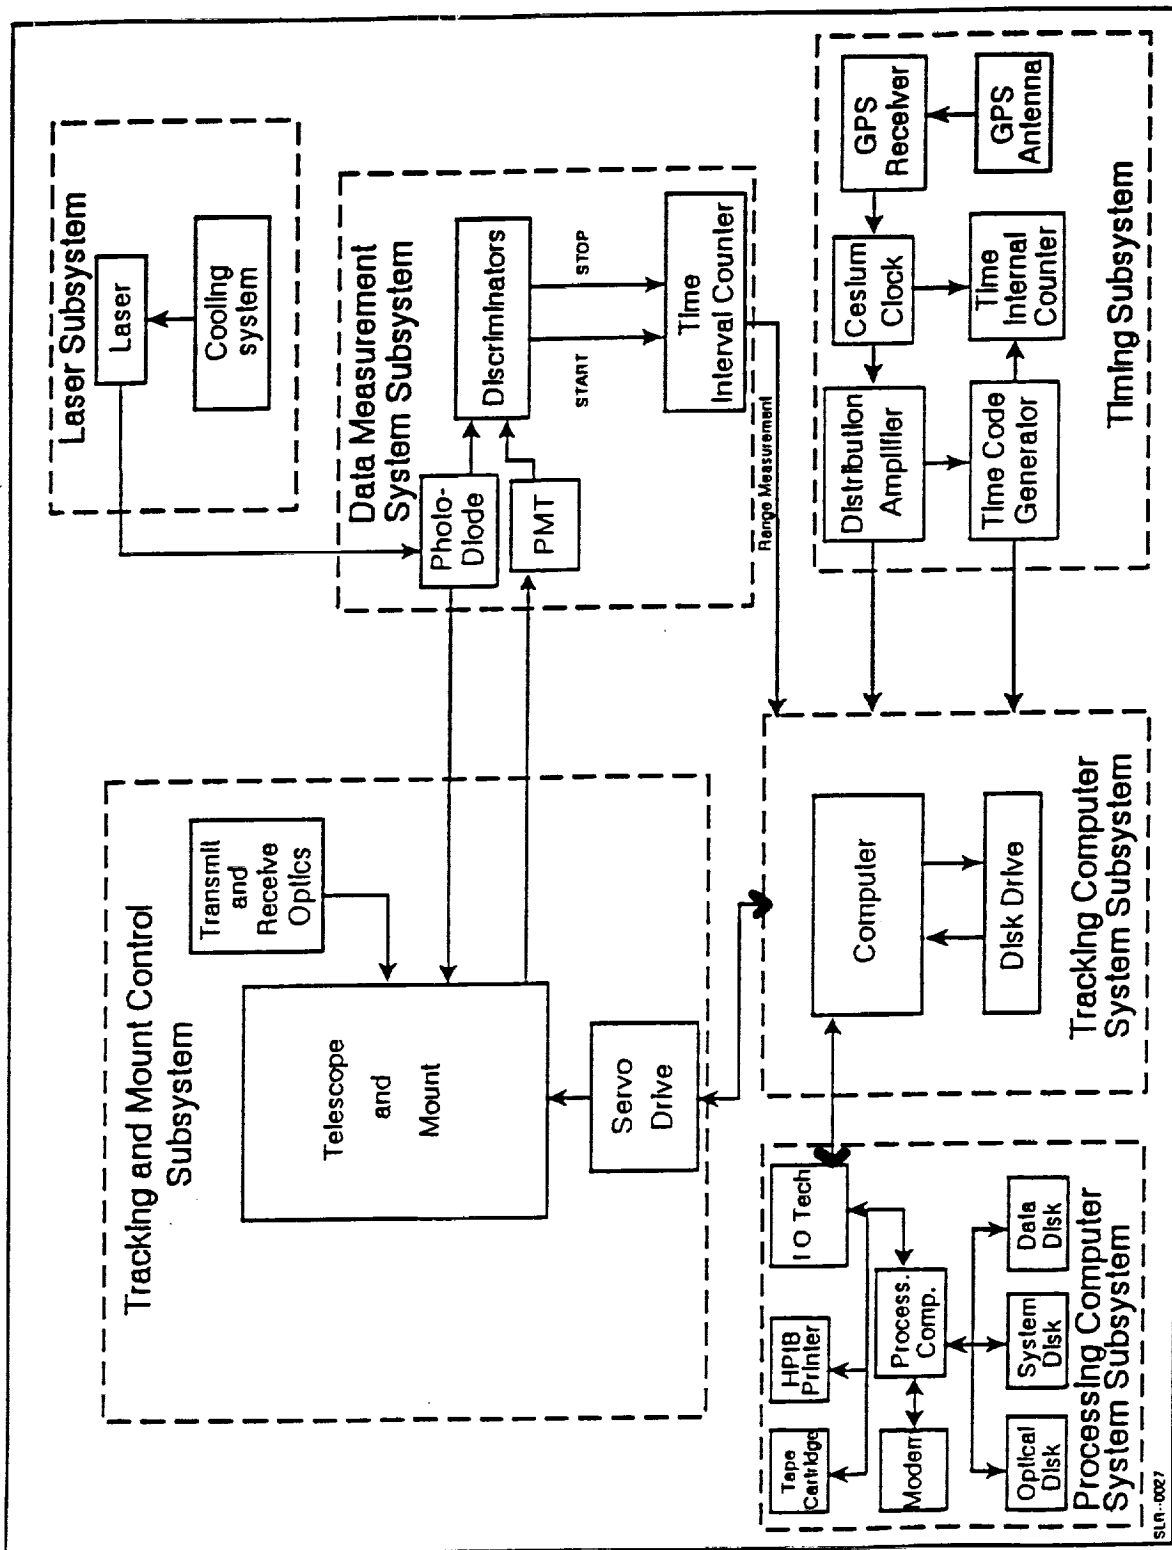 Laser Subsystem
Laser
Cooling
system
Data Measurement
System Subsystem
Photo-
Diode
PMT
Discriminators
START
STOP
Time
Interval Counter
Range Measurement
Tracking and Mount Control
Subsystem
Transmit
and
Receive
Optics
Telescope
and
Mount
Servo
Drive
GPS
Receiver
GPS
Antenna
Cesium
Clock
Time
Internal
Counter
Distribution
Amplifier
Time Code
Generator
Timing Subsystem
Computer
Disk Drive
Tracking Computer
System Subsystem
IO Tech
HPIB
Printer
Tape
Cartridge
Process.
Comp.
Modem
Data
Disk
System
Disk
Optical
Disk
Processing Computer
System Subsystem
SLR--0027